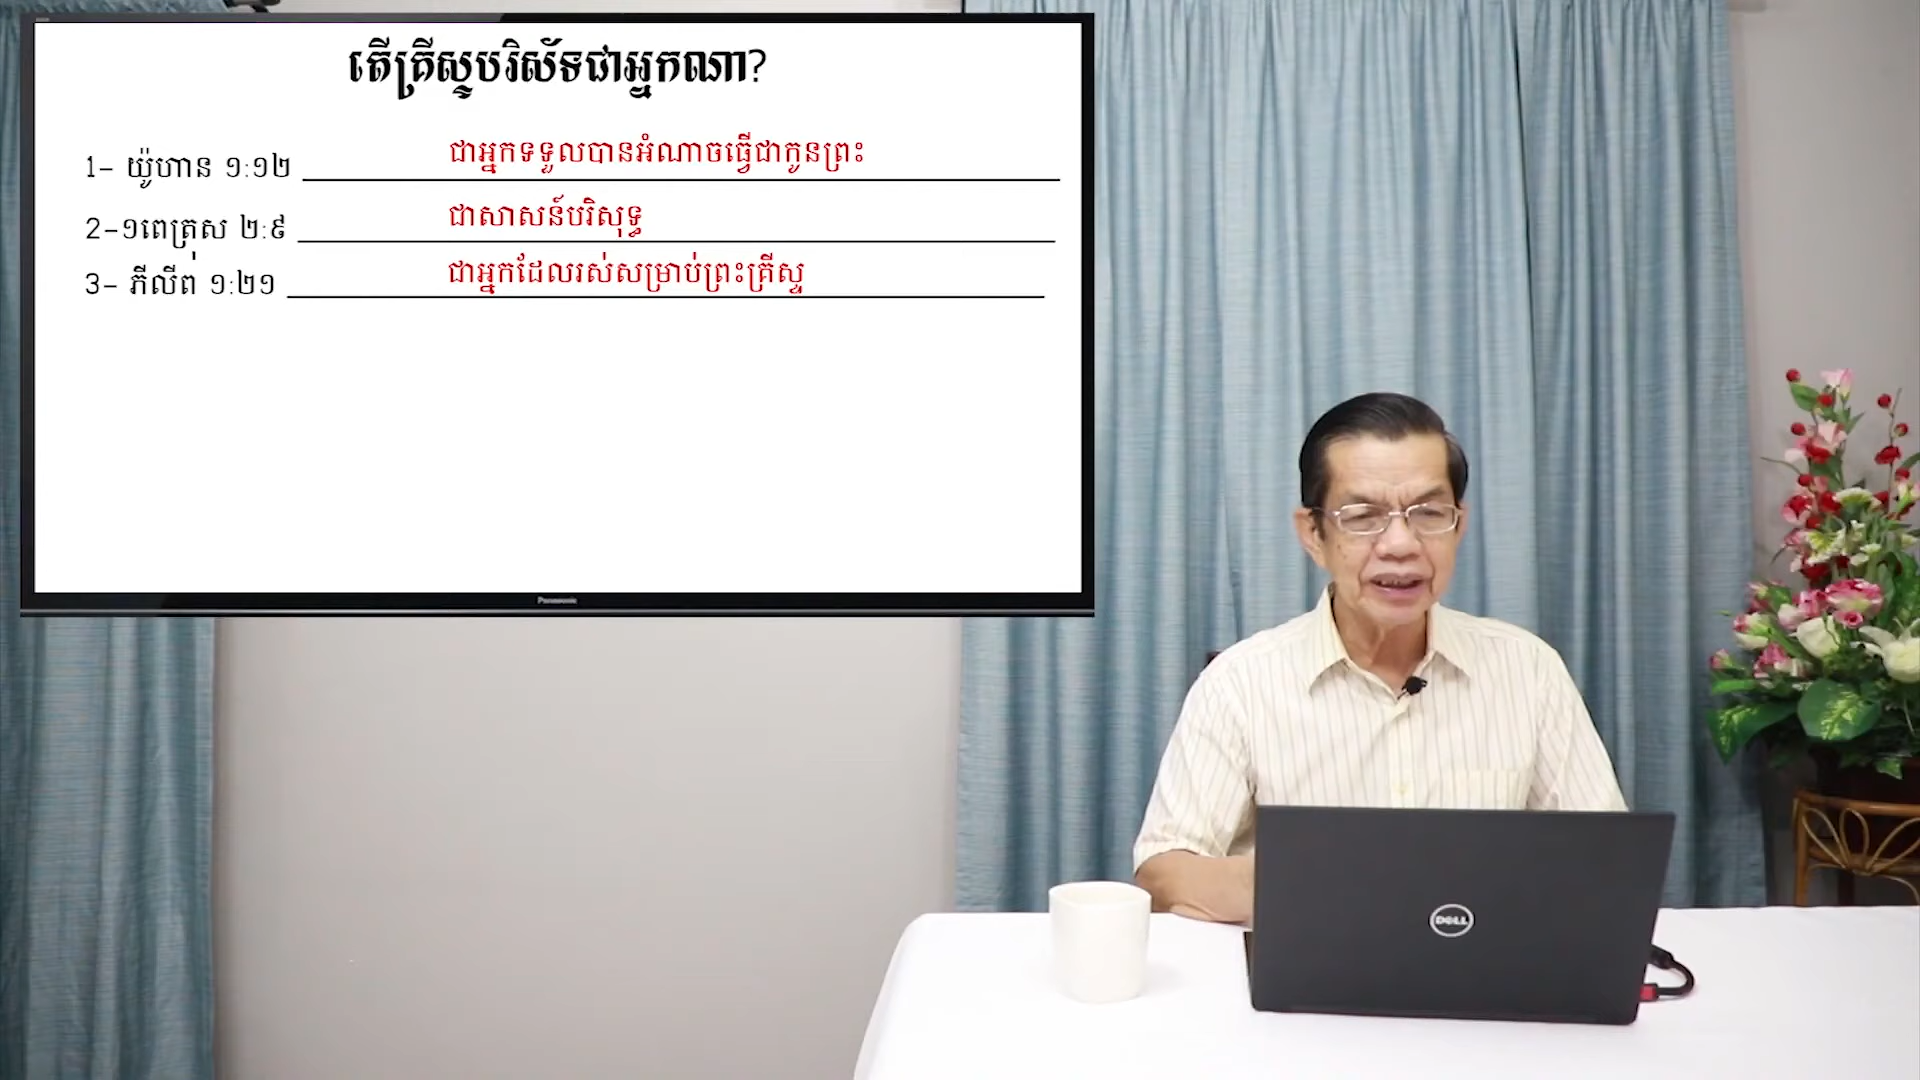 តើគ្រីស្ទបរិស័ទជាអ្នកណា?
1- យ៉ូហាន ១:១២ ជាអ្នកទទួលបានអំណាចធ្វើជាកូនព្រះ
2-១ពេត្រុស ២:៩ ជាសាសន៍បរិសុទ្ធ
3- ភីលីព ១:២១ ជាអ្នកដែលរស់សម្រាប់ព្រះគ្រីស្ទ
Panasonic
DELL